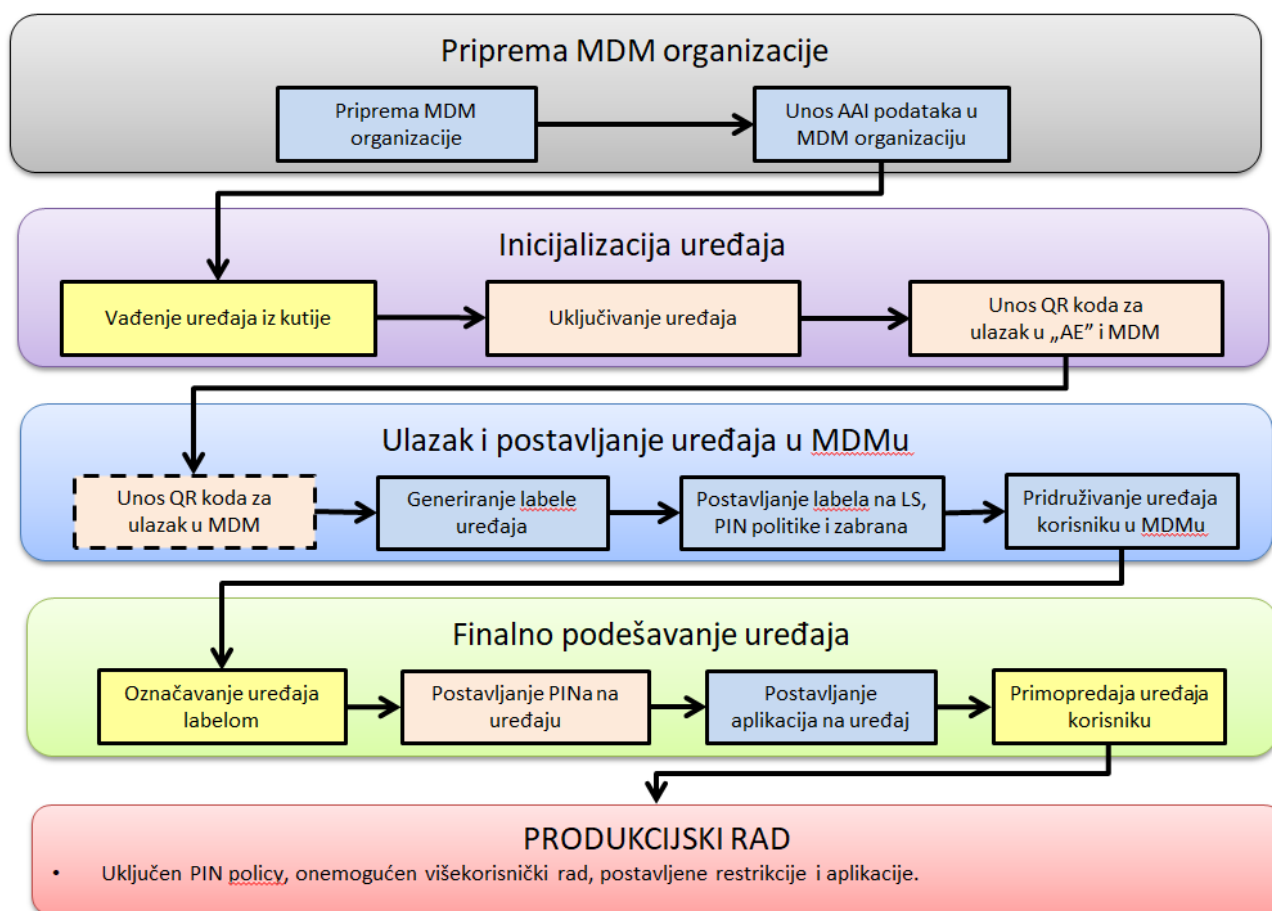 Priprema MDM organizacije
Priprema MDM
organizacije
Unos AAI podataka u
MDM organizaciju
Inicijalizacija uređaja
Vađenje uređaja iz kutije
Uključivanje uređaja
Unos QR koda za
ulazak u „AE” i MDM
Ulazak i postavljanje uređaja u MDMu
Unos QR koda za
ulazak u MDM
Generiranje labele
uređaja
Postavljanje labela na LS,
PIN politike i zabrana
Pridruživanje uređaja
korisniku u MDMu
Finalno podešavanje uređaja
Označavanje uređaja
labelom
Postavljanje PINa na
uređaju
Postavljanje
aplikacija na uređaj
Primopredaja uređaja
korisniku
PRODUKCIJSKI RAD
• Uključen PIN policy, onemogućen višekorisnički rad, postavljene restrikcije i aplikacije.